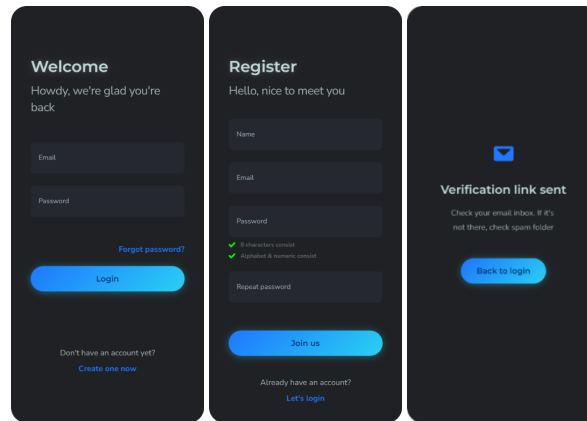 Welcome
Howdy, we're glad you're
back
Email
Password
Forgot password?
Login
Don't have an account yet?
Create one now
Register
Hello, nice to meet you
Name
Email
Password
8 characters consist
Alphabet & numeric consist
Repeat password
Join us
Already have an account?
Let's login
Verification link sent
Check your email inbox. If it's
not there, check spam folder
Back to login